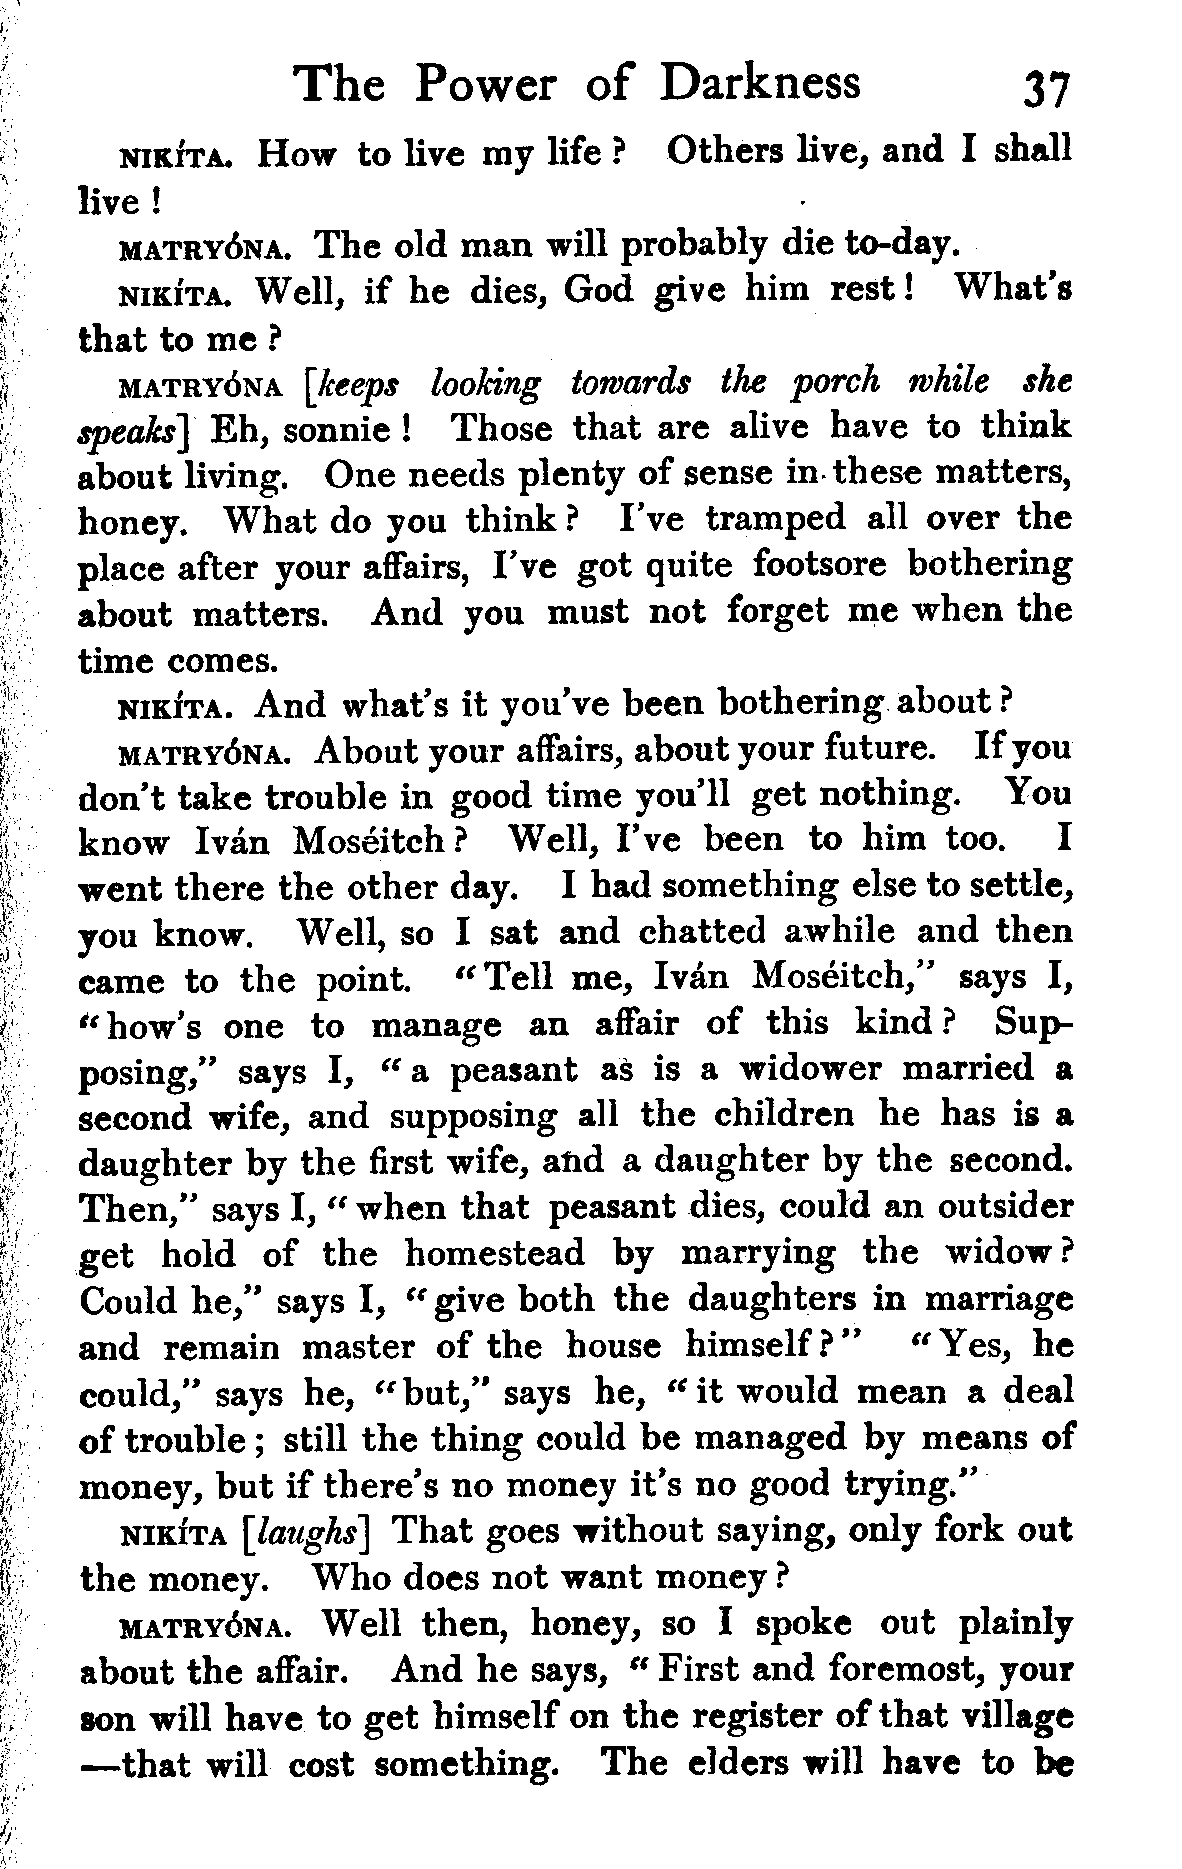 The Power of Darkness 37
NIKÍTA. How to live my life? Others live, and I shall
live!
MATRYÓNA. The old man will probably die to-day.
NIKÍTA. Well, if he dies, God give him rest! What's
that to me?
MATRYÓNA [keeps looking towards the porch while she
speaks] Eh, sonnie! Those that are alive have to think
about living. One needs plenty of sense in these matters,
honey. What do you think? I've tramped all over the
place after your affairs, I've got quite footsore bothering
about matters. And you must not forget me when the
time comes.
NIKÍTA. And what's it you've been bothering about?
MATRYÓNA. About your affairs, about your future. If you
don't take trouble in good time you'll get nothing. You
know Iván Moséitch? Well, I've been to him too. I
went there the other day. I had something else to settle,
you know. Well, so I sat and chatted awhile and then
came to the point. "Tell me, Iván Moséitch," says I,
"how's one to manage an affair of this kind? Sup-
posing," says I, "a peasant as is a widower married a
second wife, and supposing all the children he has is a
daughter by the first wife, and a daughter by the second.
Then," says I, "when that peasant dies, could an outsider
get hold of the homestead by marrying the widow?
Could he," says I, "give both the daughters in marriage
and remain master of the house himself?" "Yes, he
could," says he, "but," says he, "it would mean a deal
of trouble; still the thing could be managed by means of
money, but if there's no money it's no good trying."
NIKÍTA [laughs] That goes without saying, only fork out
the money. Who does not want money?
MATRYÓNA. Well then, honey, so I spoke out plainly
about the affair. And he says, "First and foremost, your
son will have to get himself on the register of that village
—that will cost something. The elders will have to be